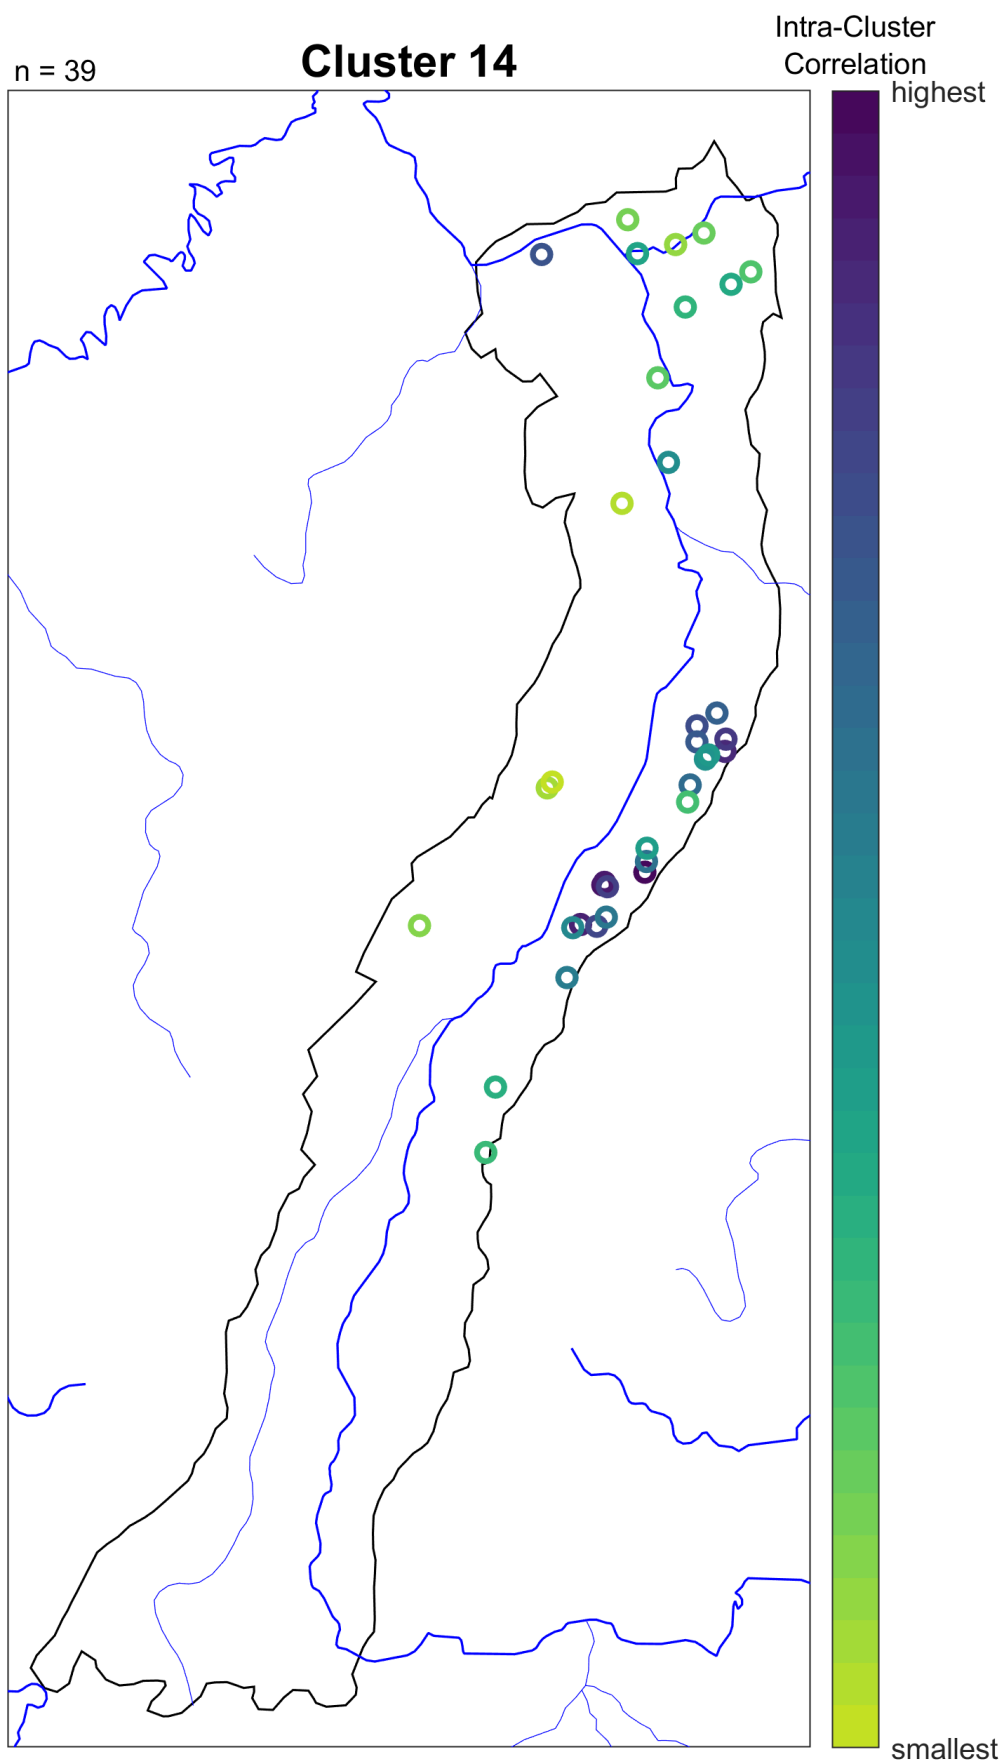 n = 39
Cluster 14
Intra-Cluster
Correlation
highest
smallest